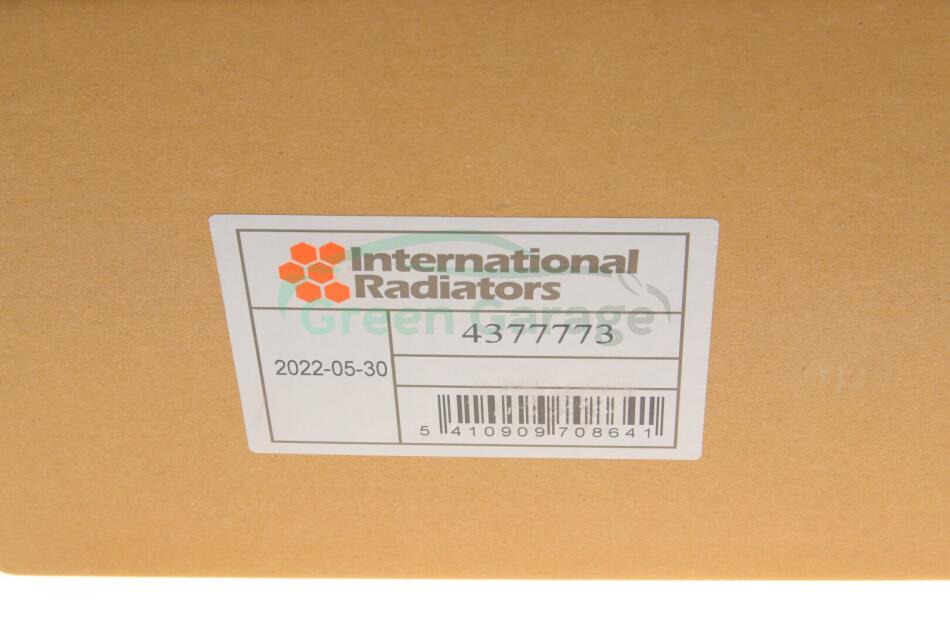 International
Radiators
Green Garage
4377773
2022-05-30
5 410909 708641